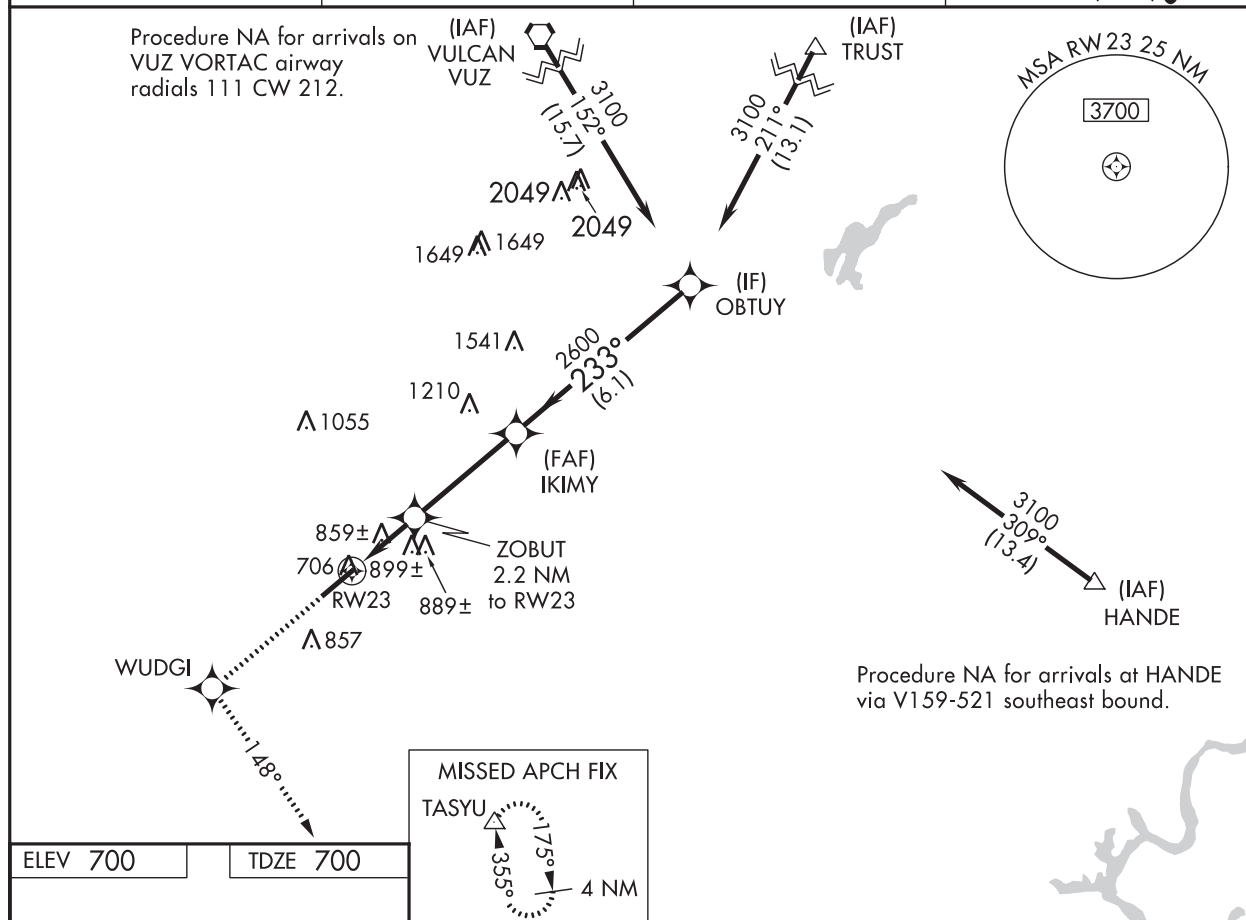 Procedure NA for arrivals on
VUZ VORTAC airway
radials 111 CW 212.
(IAF)
VULCAN
VUZ
3100
152°
(15.7)
(IAF)
TRUST
3100
211°
(13.1)
MSA RW23 25 NM
3700
2049
2049
1649
1649
(IF)
OBTUY
1541
2600
233°
(6.1)
1210
1055
(FAF)
IKIMY
3100
309°
(13.4)
(IAF)
HANDE
859±
706
899±
889±
ZOBUT
2.2 NM
to RW23
RW23
857
WUDGI
Procedure NA for arrivals at HANDE
via V159-521 southeast bound.
148°
MISSED APCH FIX
TASYU
175°
355°
4 NM
ELEV 700
TDZE 700